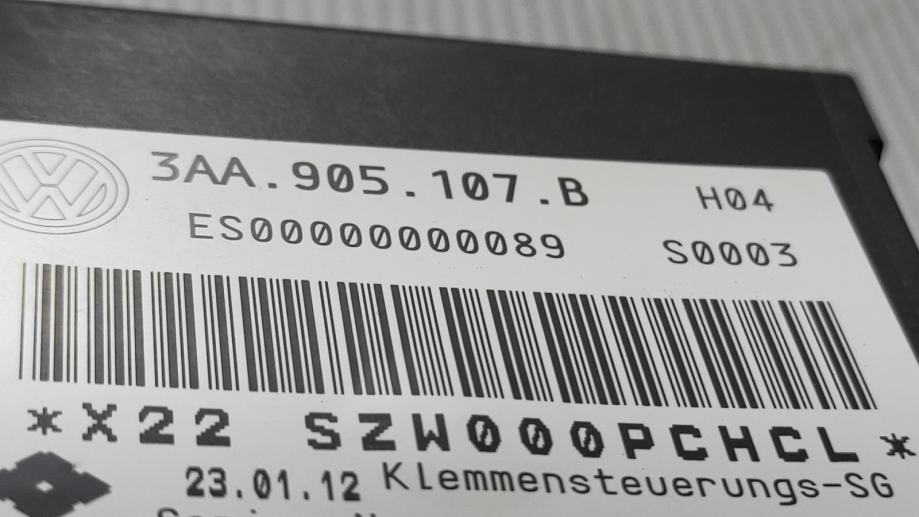 3AA.905.107.B H04
ES00000000089 S0003
*X22 SZW000PCHCL*
23.01.12 Klemmensteuerungs-SG